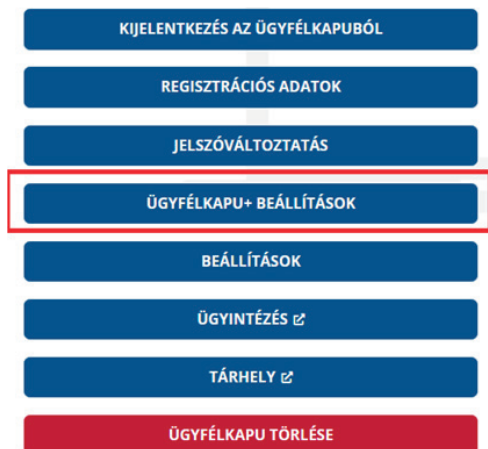 KIJELENTKEZÉS AZ ÜGYFÉLKAPUBÓL
REGISZTRÁCIÓS ADATOK
JELSZÓVÁLTOZTATÁS
ÜGYFÉLKAPU+ BEÁLLÍTÁSOK
BEÁLLÍTÁSOK
ÜGYINTÉZÉS
TÁRHELY
ÜGYFÉLKAPU TÖRLÉSE